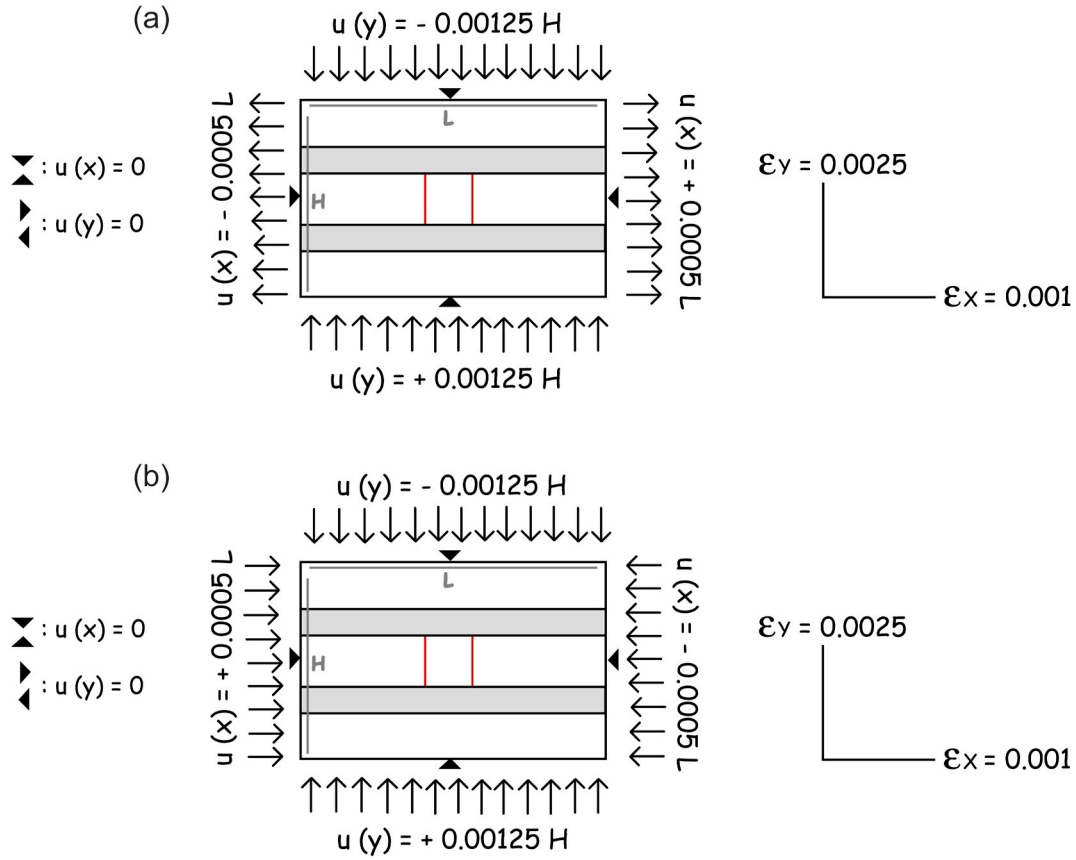 (a)
u (y) = - 0.00125 H
u (x) = - 0.0005 L
L
H
u (x) = + 0.0005 L
: u (x) = 0
: u (y) = 0
εy = 0.0025
εx = 0.001
u (y) = + 0.00125 H
(b)
u (y) = - 0.00125 H
u (x) = + 0.0005 L
L
H
u (x) = - 0.0005 L
: u (x) = 0
: u (y) = 0
εy = 0.0025
εx = 0.001
u (y) = + 0.00125 H